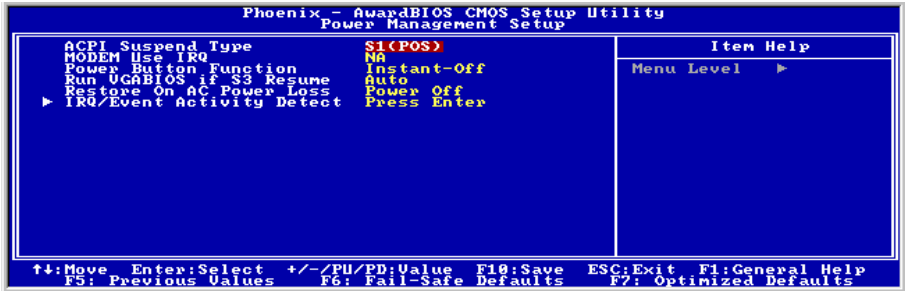 Phoenix - AwardBIOS CMOS Setup Utility
Power Management Setup
ACPI Suspend Type S1(POS)
MODEM Use IRQ NA
Power Button Function Instant-Off
Run VGABIOS if S3 Resume Auto
Restore On AC Power Loss Power Off
► IRQ/Event Activity Detect Press Enter
Item Help
Menu Level ►
↑↓:Move Enter:Select +/-/PU/PD:Value F10:Save ESC:Exit F1:General Help
F5: Previous Values F6: Fail-Safe Defaults F7: Optimized Defaults